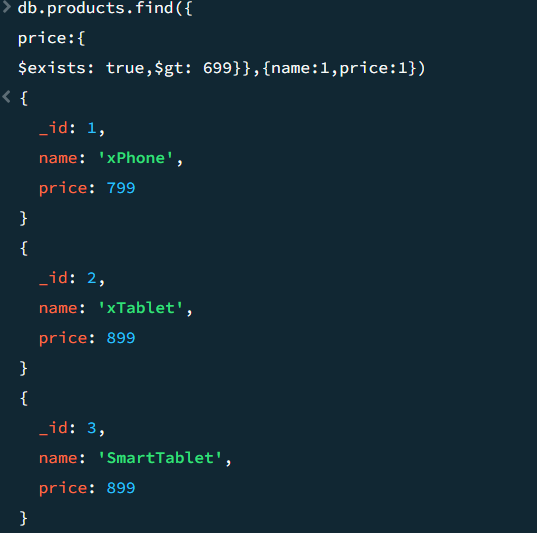 db.products.find({
price:{
$exists: true,$gt: 699}},{name:1,price:1})
{
_id: 1,
name: 'xPhone',
price: 799
}
{
_id: 2,
name: 'xTablet',
price: 899
}
{
_id: 3,
name: 'SmartTablet',
price: 899
}